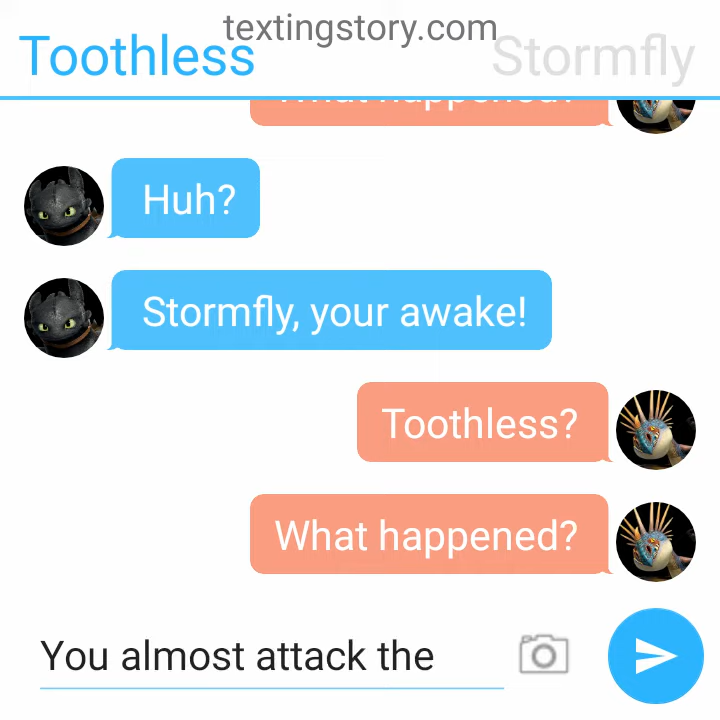 textingstory.com
Toothless
Stormfly
What happened?
Huh?
Stormfly, your awake!
Toothless?
What happened?
You almost attack the